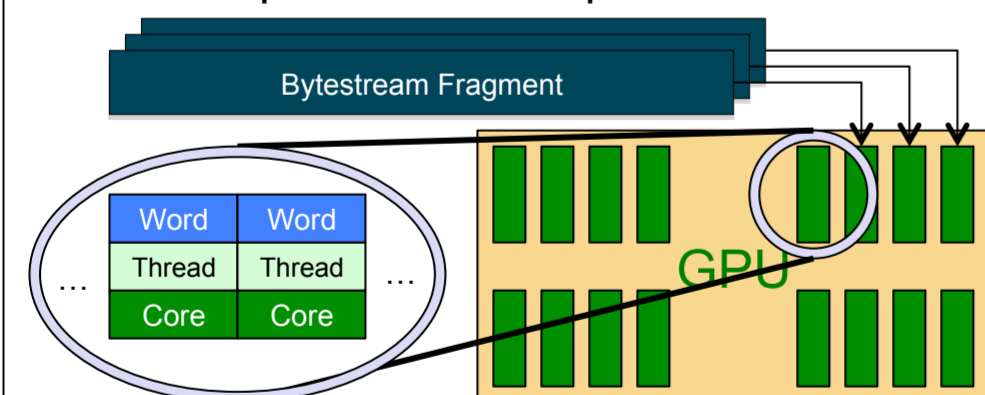 Bytestream Fragment
Word Word
Thread Thread
… …
Core Core
GPU